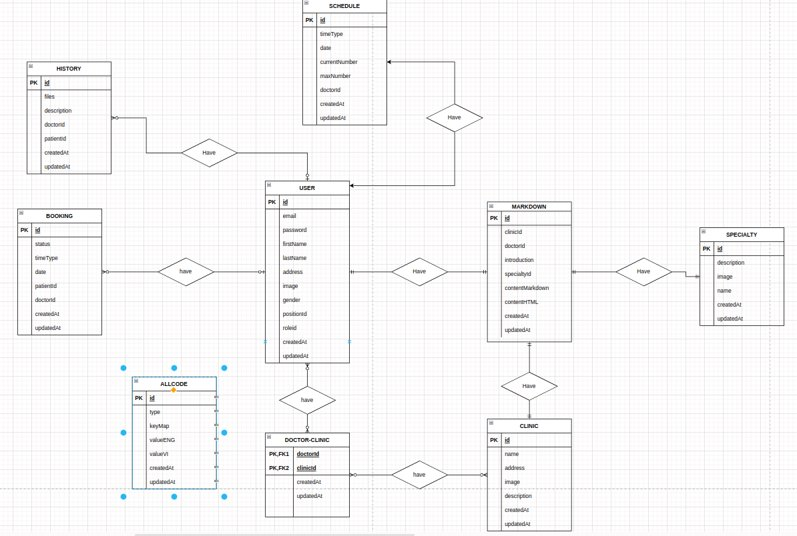 SCHEDULE
PK id
timeType
date
currentNumber
maxNumber
doctorId
createdAt
updatedAt
HISTORY
PK id
files
description
doctorId
patientId
createdAt
updatedAt
Have
Have
USER
PK id
email
password
firstName
lastName
address
image
gender
positionId
roleid
createdAt
updatedAt
BOOKING
PK id
status
timeType
date
patientId
doctorId
createdAt
updatedAt
have
Have
MARKDOWN
PK id
clinicId
doctorId
introduction
specialtyId
contentMarkdown
contentHTML
createdAt
updatedAt
Have
SPECIALTY
PK id
description
image
name
createdAt
updatedAt
ALLCODE
PK id
type
keyMap
valueENG
valueVI
createdAt
updatedAt
have
Have
DOCTOR-CLINIC
PK,FK1 doctorId
PK,FK2 clinicId
createdAt
updatedAt
have
CLINIC
PK id
name
address
image
description
createdAt
updatedAt